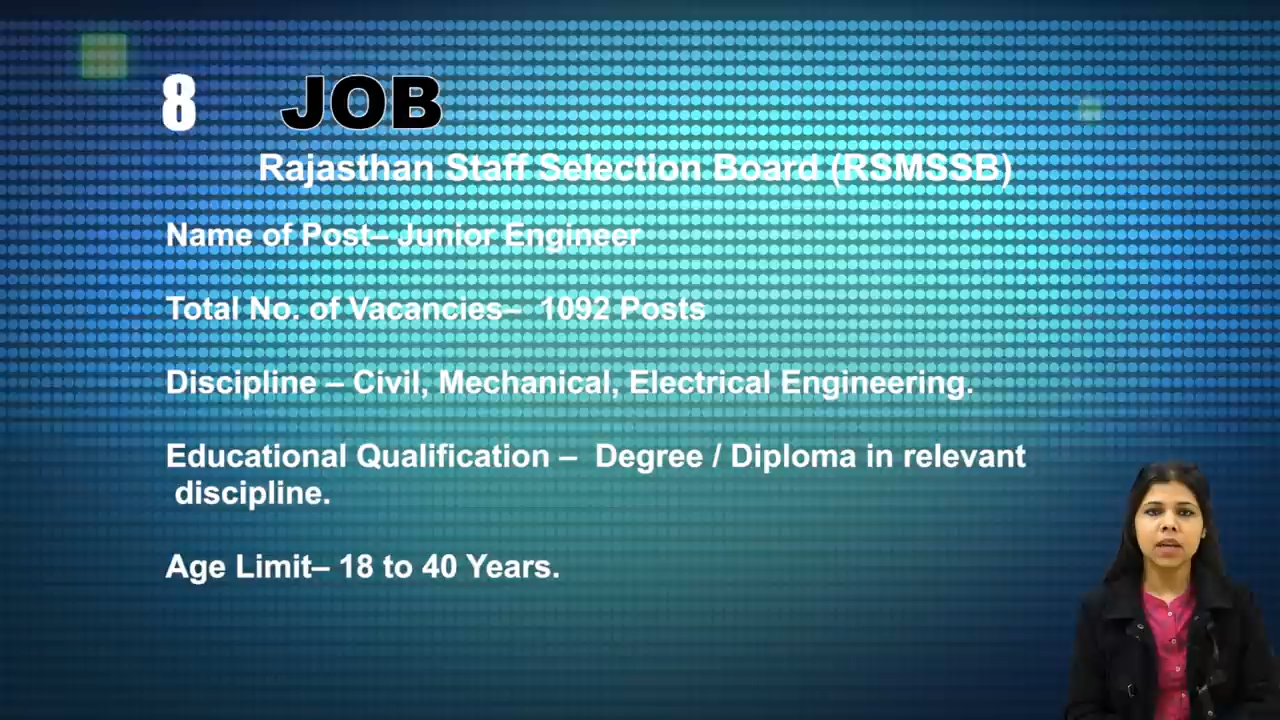 8 JOB
Rajasthan Staff Selection Board (RSMSSB)
Name of Post– Junior Engineer
Total No. of Vacancies– 1092 Posts
Discipline – Civil, Mechanical, Electrical Engineering.
Educational Qualification – Degree / Diploma in relevant
discipline.
Age Limit– 18 to 40 Years.